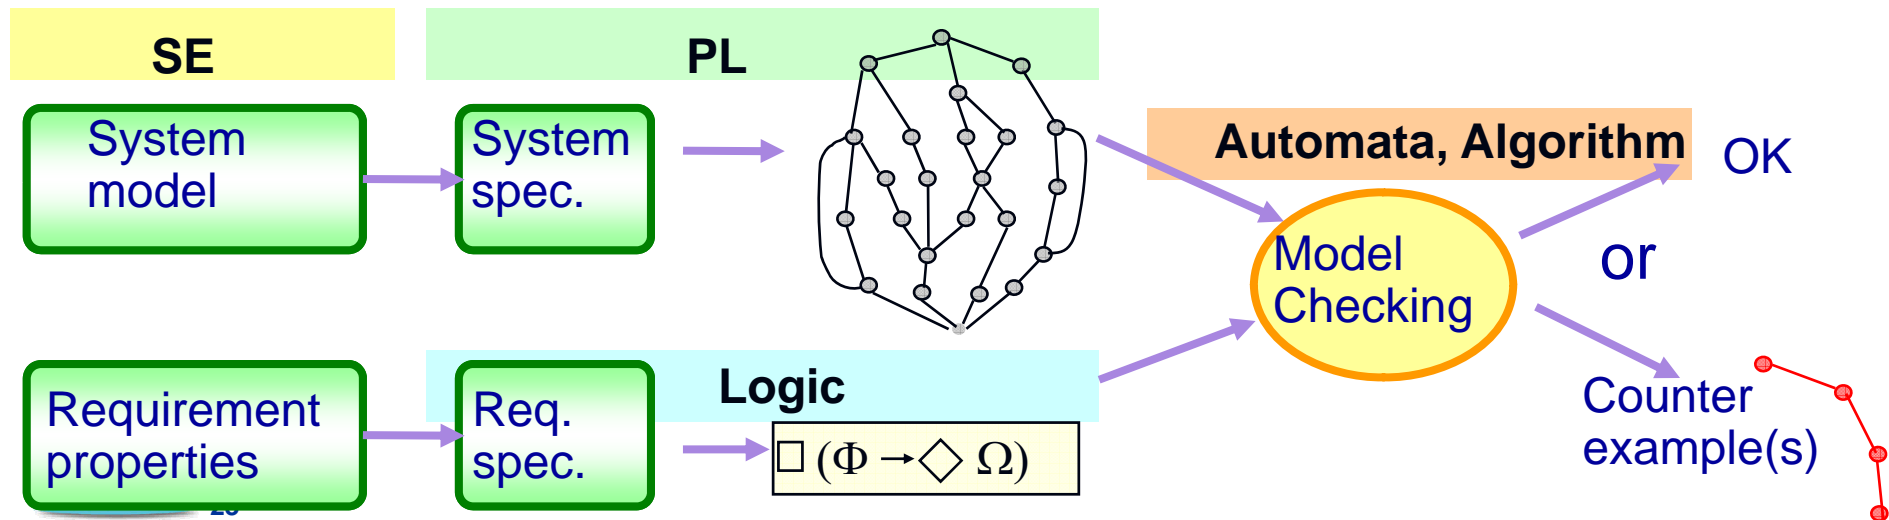 SE
PL
System
model
System
spec.
Automata, Algorithm
OK
Model
Checking
or
Logic
Requirement
properties
Req.
spec.
□ (Φ → ◇ Ω)
Counter
example(s)